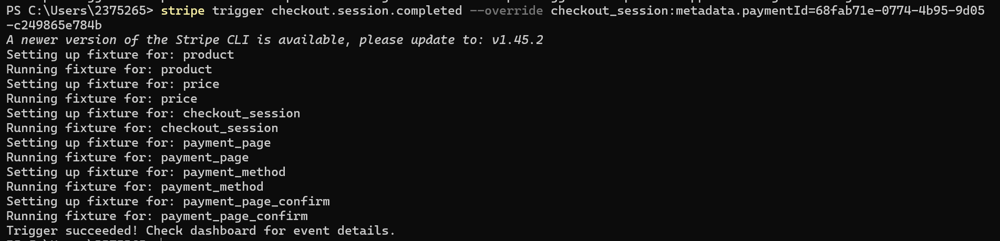 PS C:\Users\2375265> stripe trigger checkout.session.completed --override checkout_session:metadata.paymentId=68fab71e-0774-4b95-9d05
-c249865e784b
A newer version of the Stripe CLI is available, please update to: v1.45.2
Setting up fixture for: product
Running fixture for: product
Setting up fixture for: price
Running fixture for: price
Setting up fixture for: checkout_session
Running fixture for: checkout_session
Setting up fixture for: payment_page
Running fixture for: payment_page
Setting up fixture for: payment_method
Running fixture for: payment_method
Setting up fixture for: payment_page_confirm
Running fixture for: payment_page_confirm
Trigger succeeded! Check dashboard for event details.